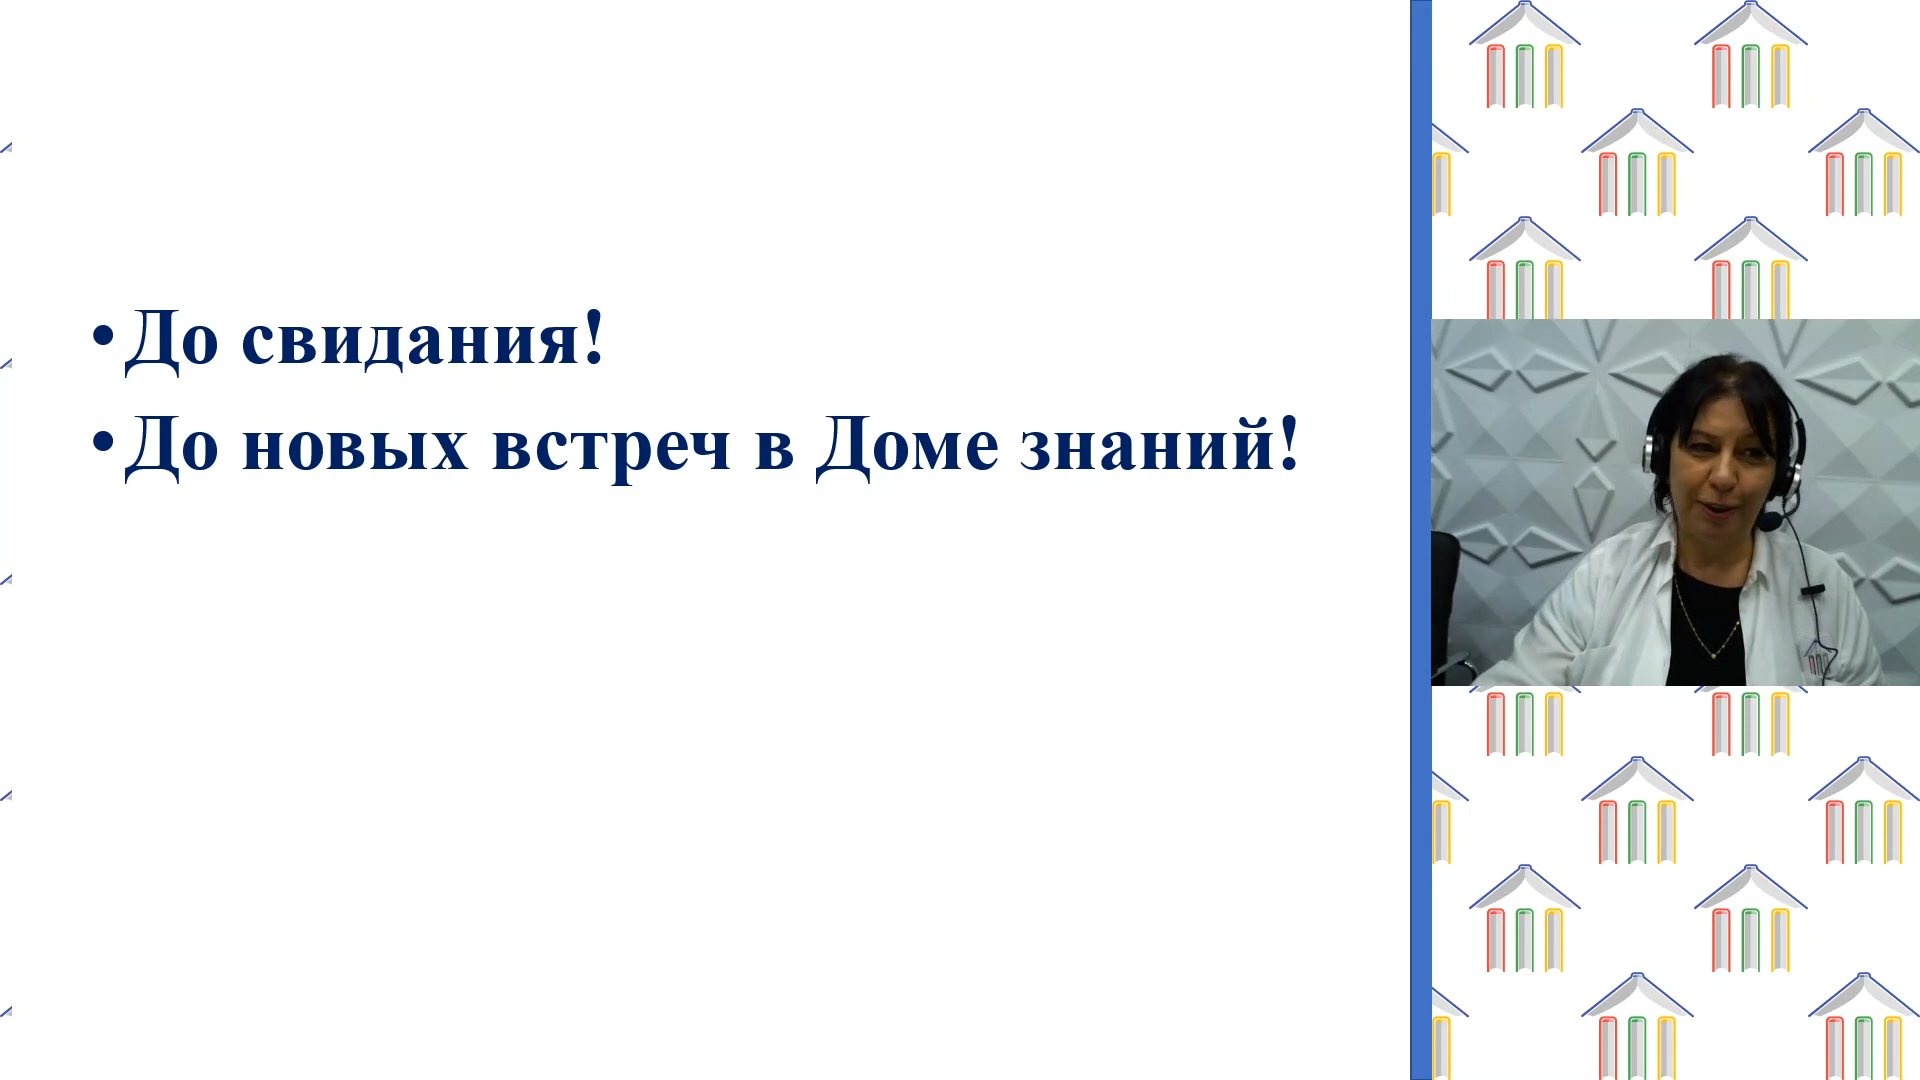 • До свидания!
• До новых встреч в Доме знаний!